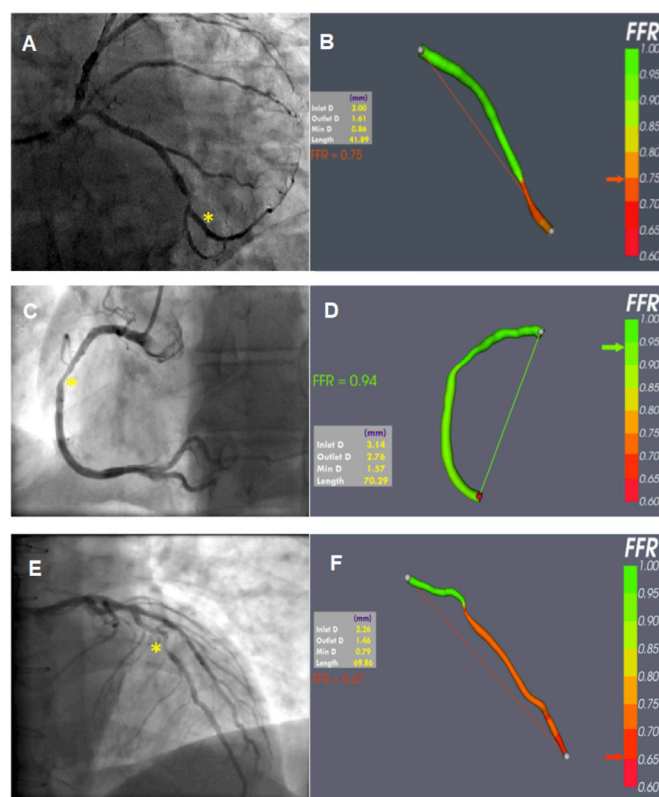 A
B
FFR
(mm)
Inlet D 3.00
Outlet D 1.61
Min D 0.86
Length 41.89
FFR = 0.75
1.00
0.95
0.90
0.85
0.80
0.75
0.70
0.65
0.60
C
D
FFR
FFR = 0.94
(mm)
Inlet D 3.14
Outlet D 2.76
Min D 1.57
Length 70.29
1.00
0.95
0.90
0.85
0.80
0.75
0.70
0.65
0.60
E
F
FFR
(mm)
Inlet D 2.26
Outlet D 1.46
Min D 0.79
Length 69.86
FFR = 0.67
1.00
0.95
0.90
0.85
0.80
0.75
0.70
0.65
0.60